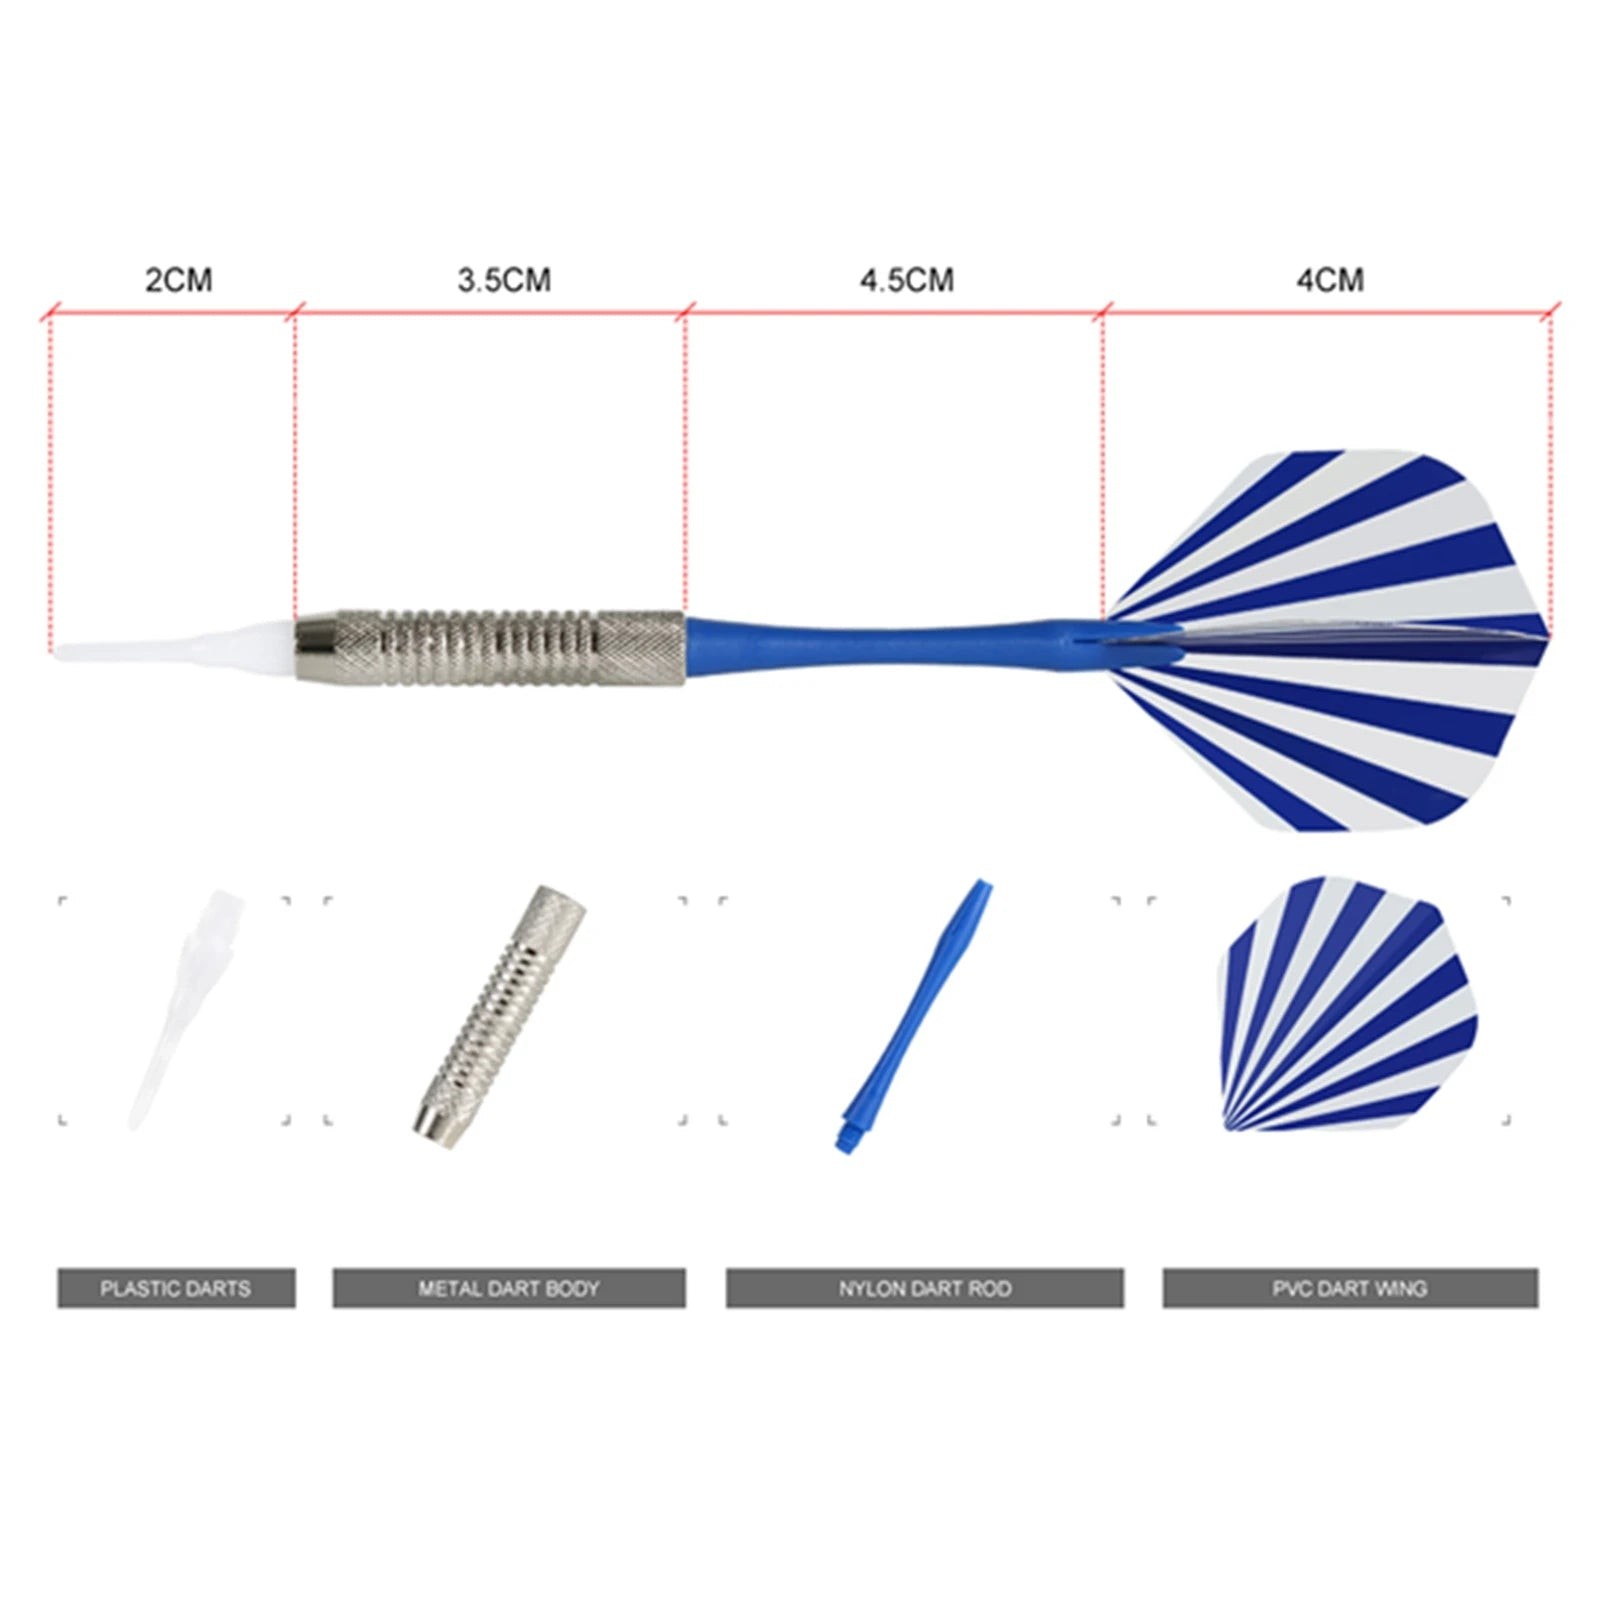 2CM
3.5CM
4.5CM
4CM
PLASTIC DARTS
METAL DART BODY
NYLON DART ROD
PVC DART WING